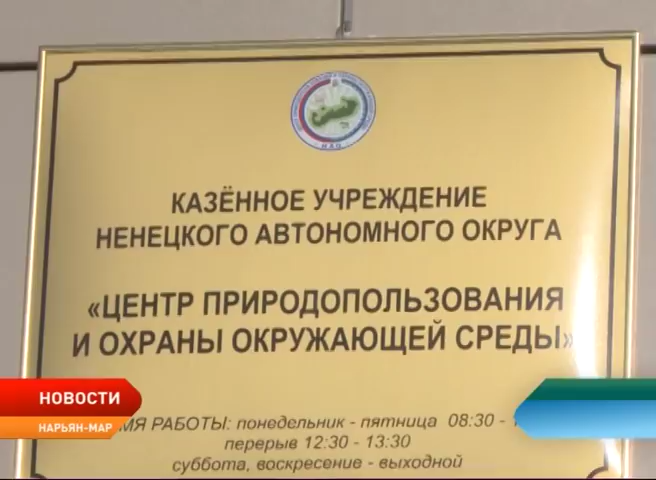 КАЗЁННОЕ УЧРЕЖДЕНИЕ
НЕНЕЦКОГО АВТОНОМНОГО ОКРУГА
«ЦЕНТР ПРИРОДОПОЛЬЗОВАНИЯ
И ОХРАНЫ ОКРУЖАЮЩЕЙ СРЕДЫ»
НОВОСТИ
НАРЬЯН-МАР
РАБОТЫ: понедельник - пятница 08:30 -
перерыв 12:30 - 13:30
суббота, воскресение - выходной